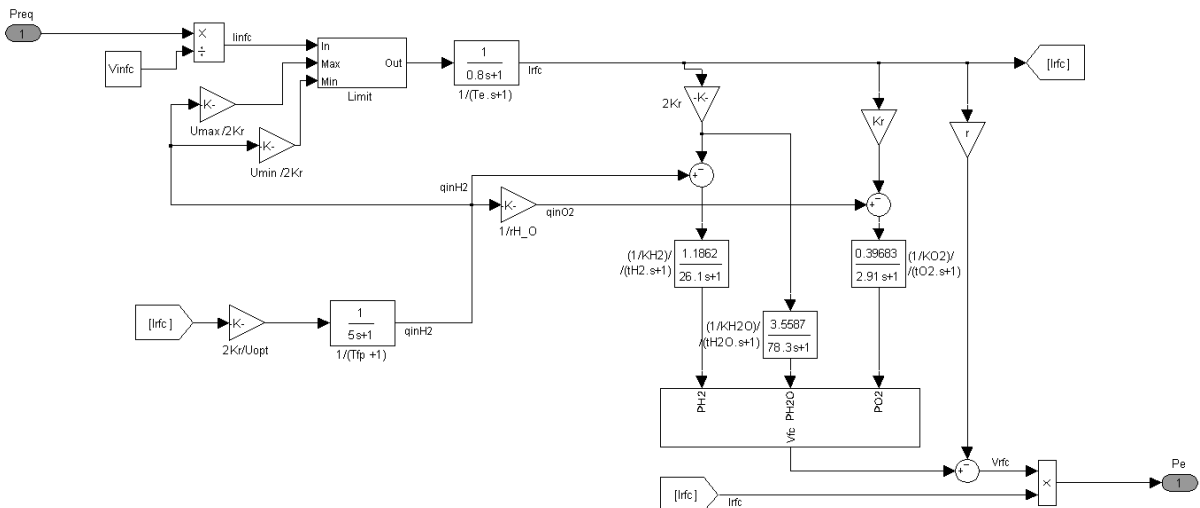 Preq
1
×
÷
Vinfc
Iinfc
In
Max
Min
Out
Limit
1
0.8s+1
1/(Te.s+1)
Irfc
[Irfc]
-K-
Umax /2Kr
-K-
Umin /2Kr
2Kr
-K-
Kr
r
qinH2
-K-
1/rH_O
qinO2
+
−
+
−
(1/KH2)/
/(tH2.s+1)
1.1862
26.1s+1
0.39683
2.91s+1
(1/KO2)/
/(tO2.s+1)
[Irfc]
-K-
2Kr/Uopt
1
5s+1
1/(Tfp +1)
qinH2
(1/KH2O)/
/(tH2O.s+1)
3.5587
78.3s+1
PH2
PH2O
PO2
Vfc
+
−
Vrfc
[Irfc]
Irfc
×
Pe
1